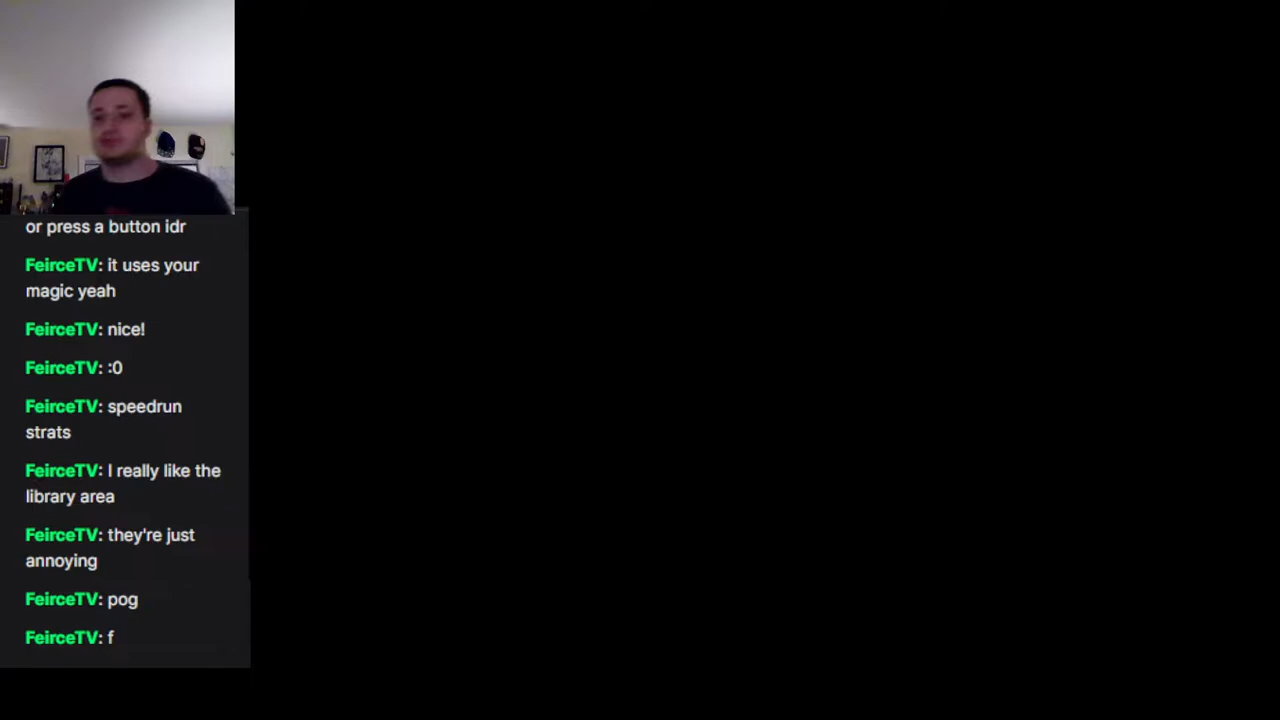 or press a button idr
FeirceTV: it uses your
magic yeah
FeirceTV: nice!
FeirceTV: :0
FeirceTV: speedrun
strats
FeirceTV: I really like the
library area
FeirceTV: they're just
annoying
FeirceTV: pog
FeirceTV: f